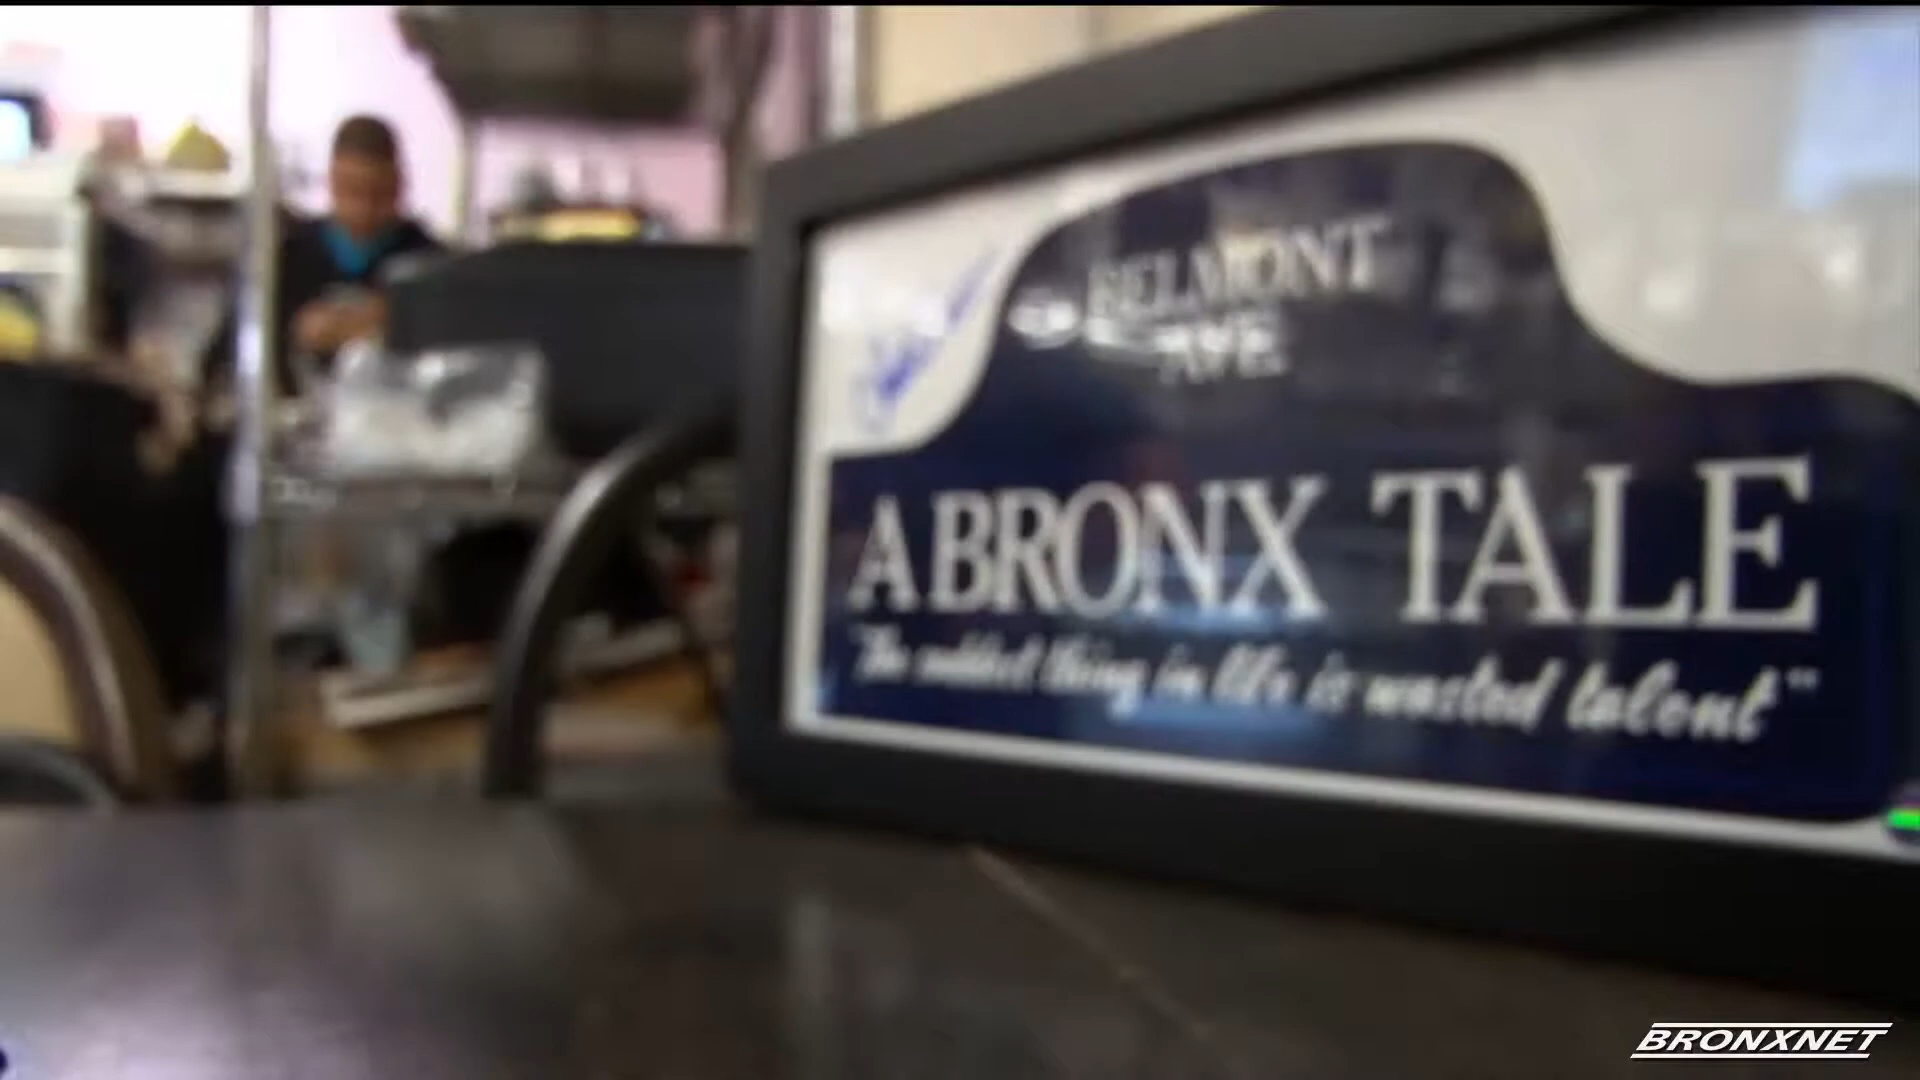 BELMONT
AVE.
A BRONX TALE
"The saddest thing in life is wasted talent"
BRONXNET